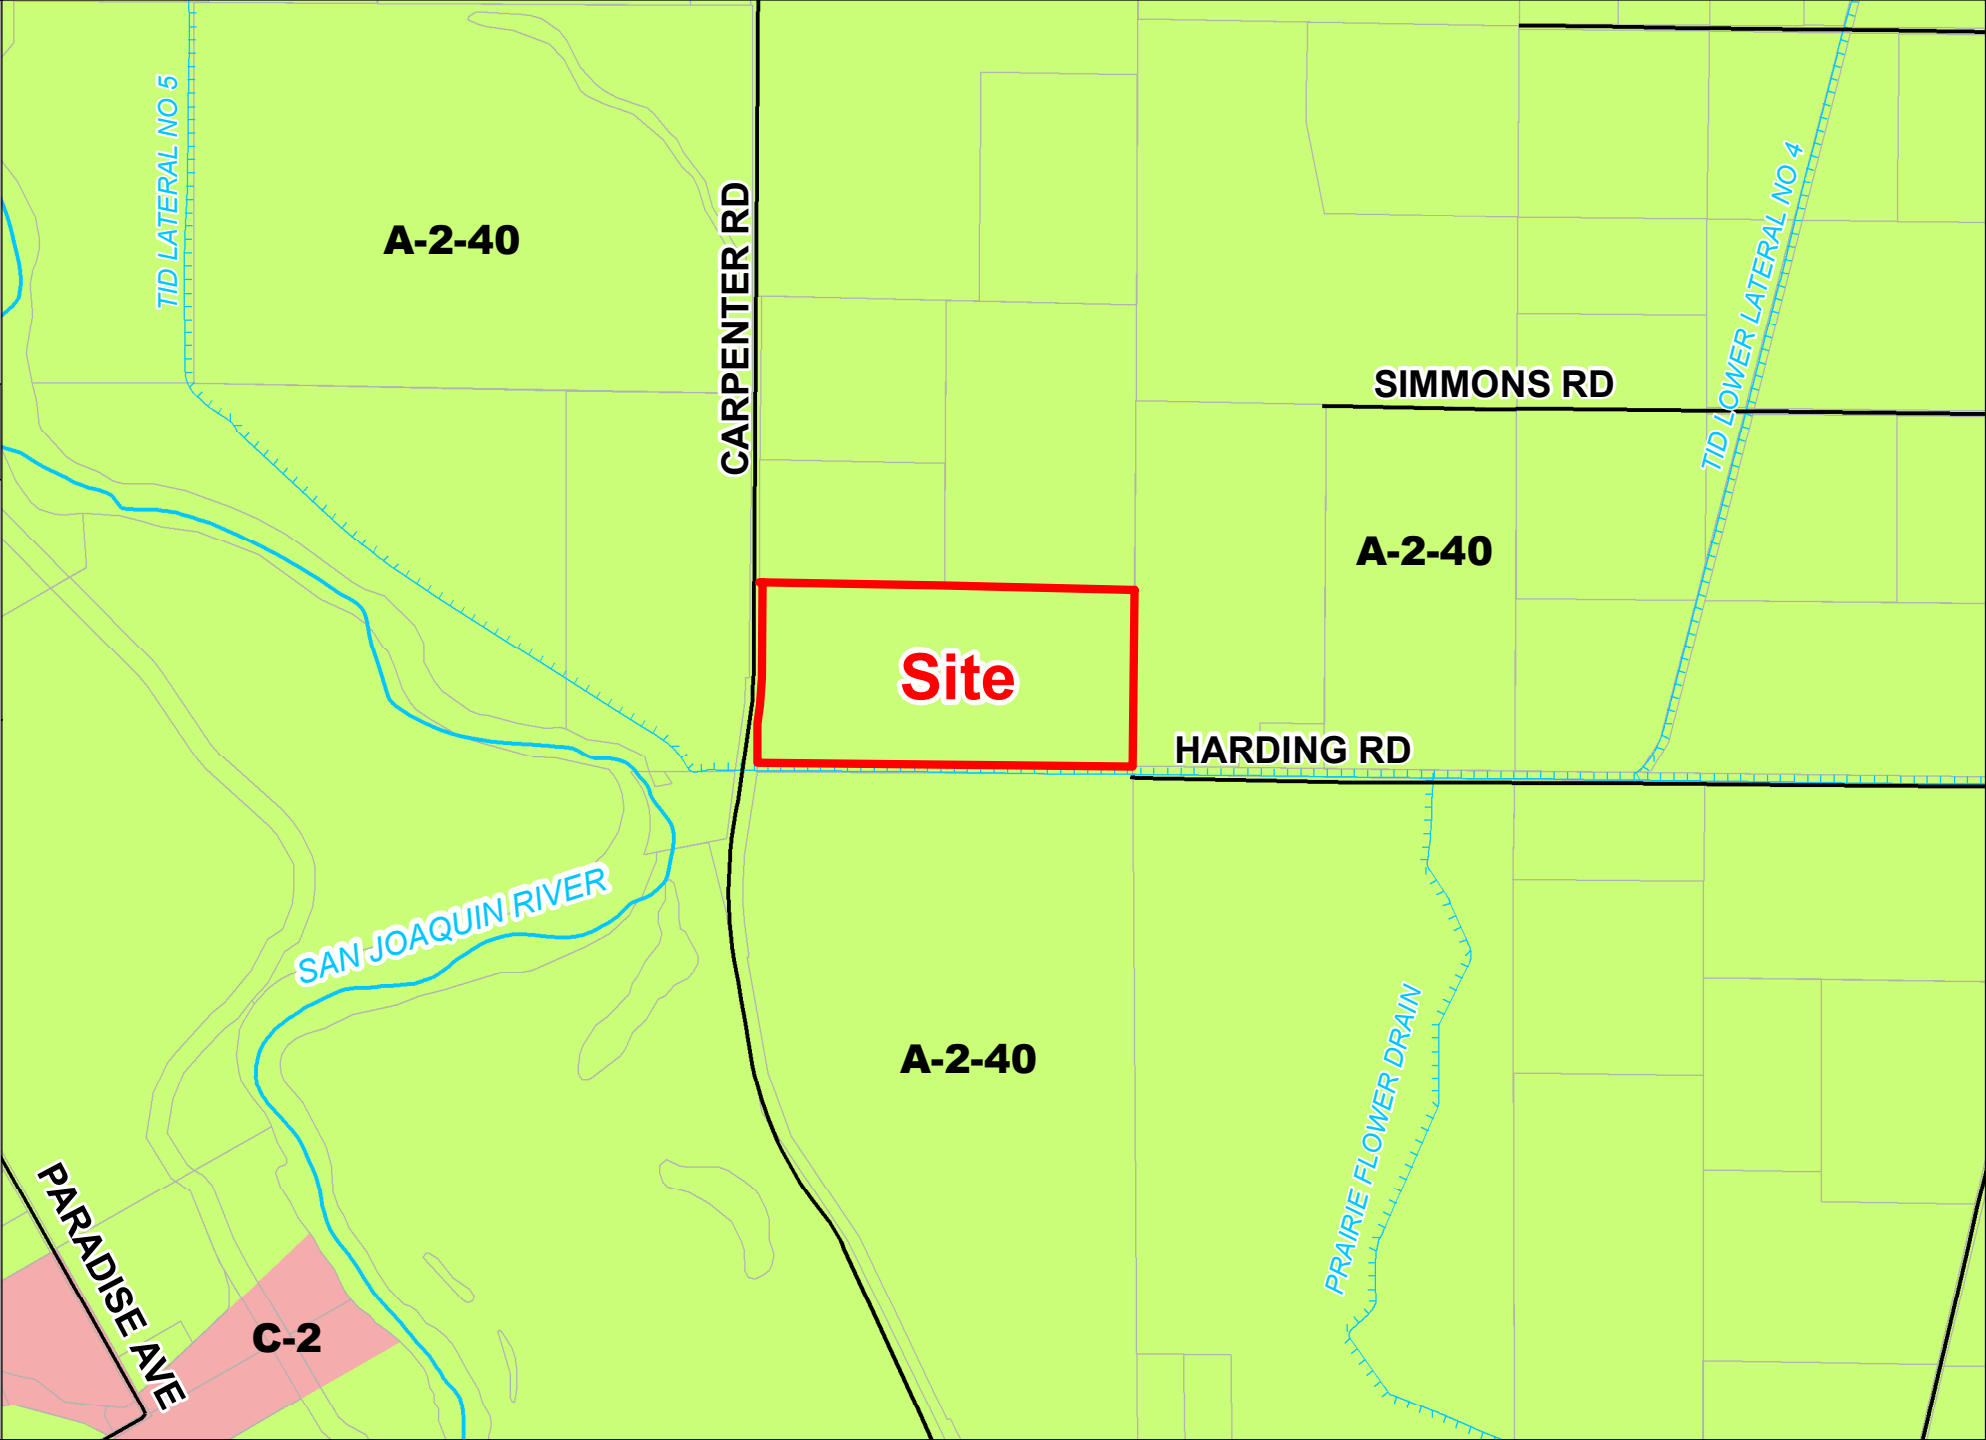 TID LATERAL NO 5
A-2-40
CARPENTER RD
TID LOWER LATERAL NO 4
SIMMONS RD
A-2-40
Site
HARDING RD
SAN JOAQUIN RIVER
A-2-40
PRAIRIE FLOWER DRAIN
PARADISE AVE
C-2